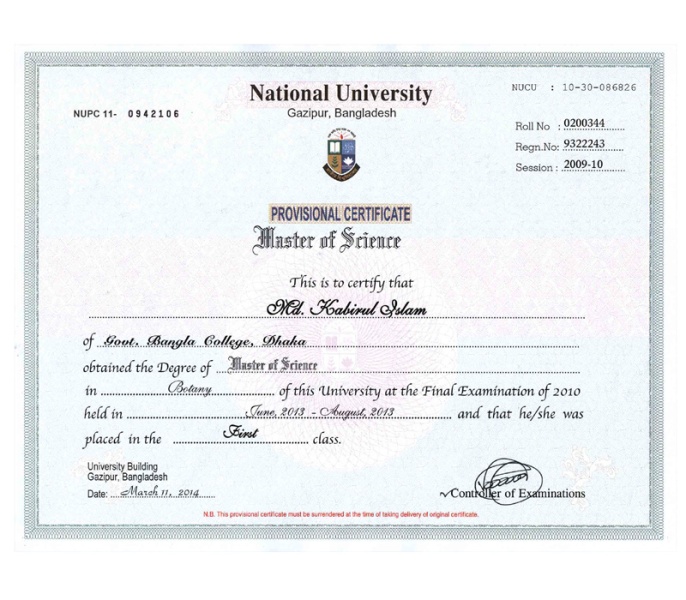 National University
Gazipur, Bangladesh
NUCU : 10-30-086826
NUPC 11- 0942106
Roll No : 0200344
Regn.No: 9322243
Session : 2009-10
PROVISIONAL CERTIFICATE
Master of Science
This is to certify that
Md. Kabirul Islam
of Govt. Bangla College, Dhaka
obtained the Degree of Master of Science
in Botany of this University at the Final Examination of 2010
held in June, 2013 - August, 2013 and that he/she was
placed in the First class.
University Building
Gazipur, Bangladesh
Date: March 11, 2014
Controller of Examinations
N.B. This provisional certificate must be surrendered at the time of taking delivery of original certificate.